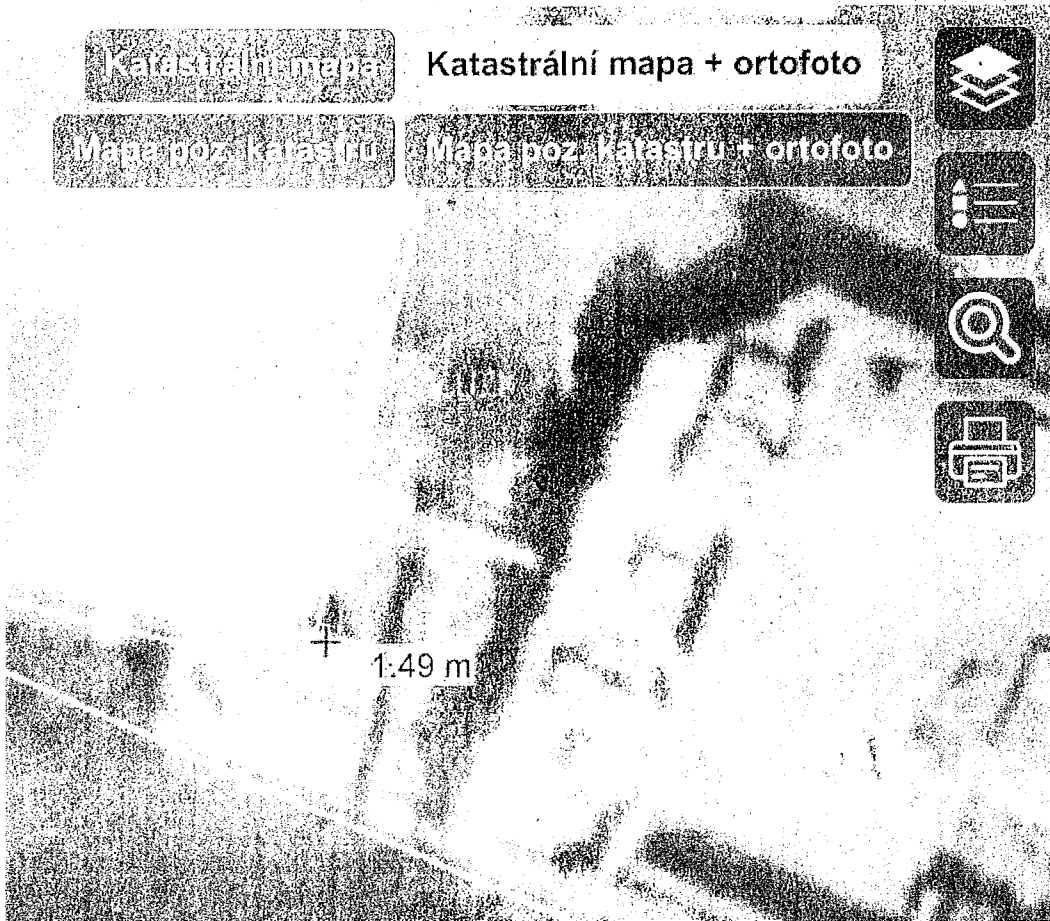 Katastrální mapa
Katastrální mapa + ortofoto
Mapa poz. katastru
Mapa poz. katastru + ortofoto
1.49 m